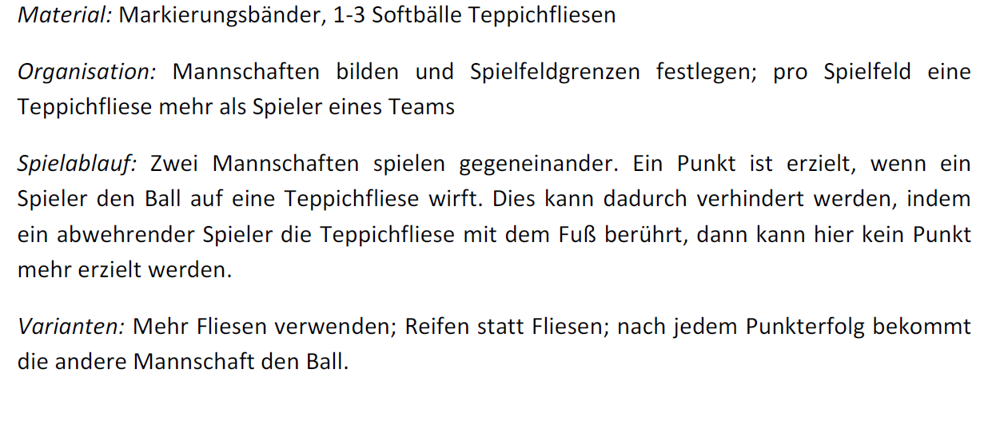 Material: Markierungsbänder, 1-3 Softbälle Teppichfliesen
Organisation: Mannschaften bilden und Spielfeldgrenzen festlegen; pro Spielfeld eine
Teppichfliese mehr als Spieler eines Teams
Spielablauf: Zwei Mannschaften spielen gegeneinander. Ein Punkt ist erzielt, wenn ein
Spieler den Ball auf eine Teppichfliese wirft. Dies kann dadurch verhindert werden, indem
ein abwehrender Spieler die Teppichfliese mit dem Fuß berührt, dann kann hier kein Punkt
mehr erzielt werden.
Varianten: Mehr Fliesen verwenden; Reifen statt Fliesen; nach jedem Punkterfolg bekommt
die andere Mannschaft den Ball.